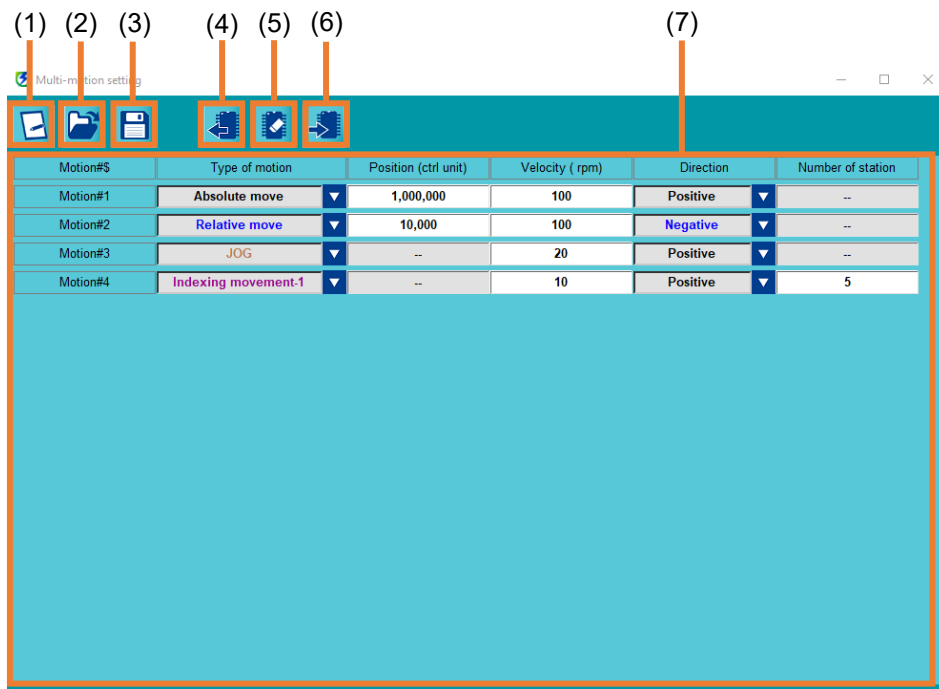 (1) (2) (3) (4) (5) (6) (7)
Multi-motion setting
Motion#$ Type of motion Position (ctrl unit) Velocity ( rpm) Direction Number of station
Motion#1 Absolute move 1,000,000 100 Positive --
Motion#2 Relative move 10,000 100 Negative --
Motion#3 JOG -- 20 Positive --
Motion#4 Indexing movement-1 -- 10 Positive 5